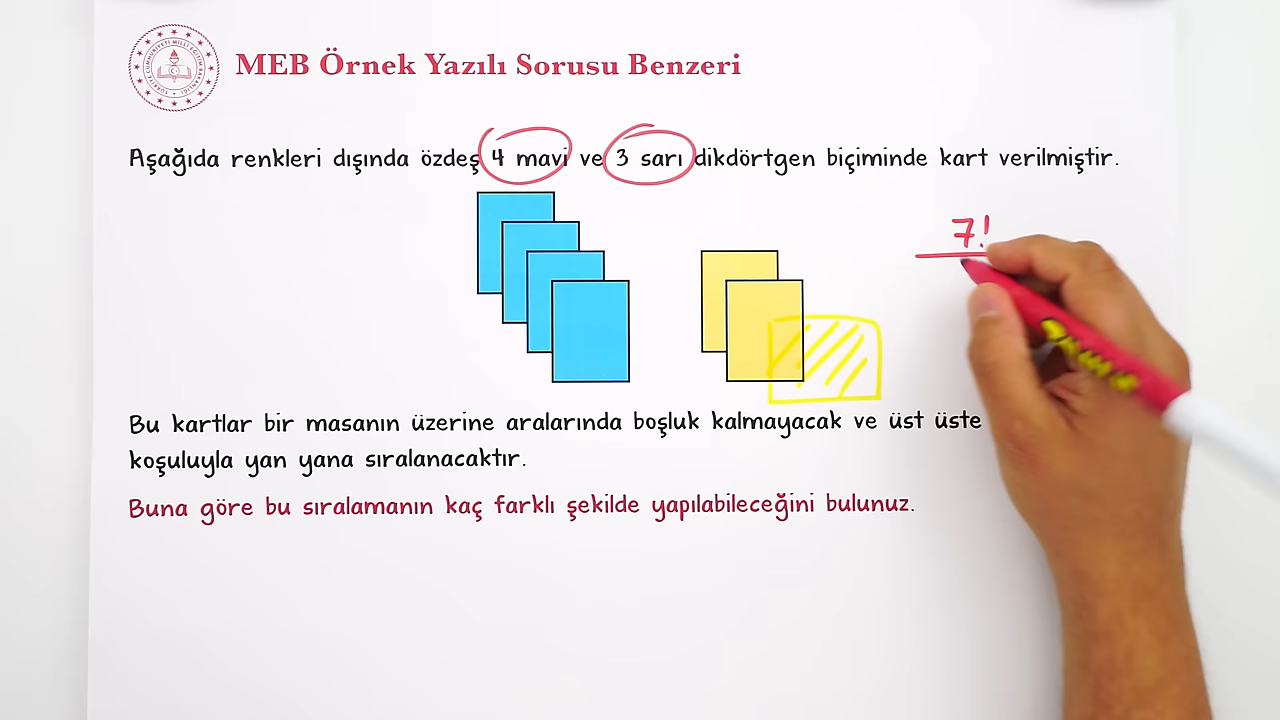 MEB Örnek Yazılı Sorusu Benzeri
Aşağıda renkleri dışında özdeş 4 mavi ve 3 sarı dikdörtgen biçiminde kart verilmiştir.
7!
Bu kartlar bir masanın üzerine aralarında boşluk kalmayacak ve üst üste
koşuluyla yan yana sıralanacaktır.
Buna göre bu sıralamanın kaç farklı şekilde yapılabileceğini bulunuz.